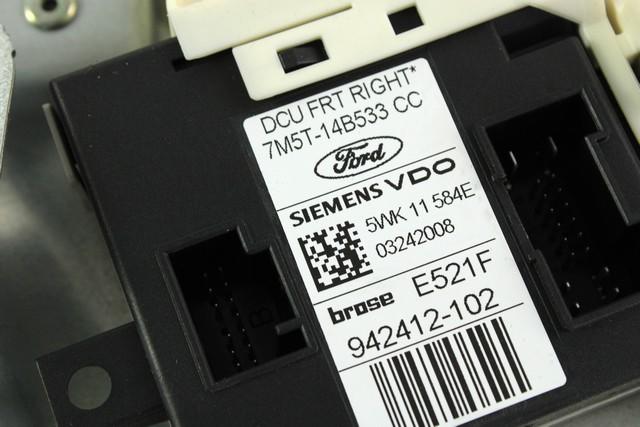 DCU FRT RIGHT*
7M5T-14B533 CC
Ford
SIEMENS VDO
5WK 11 584E
03242008
brose E521F
942412-102